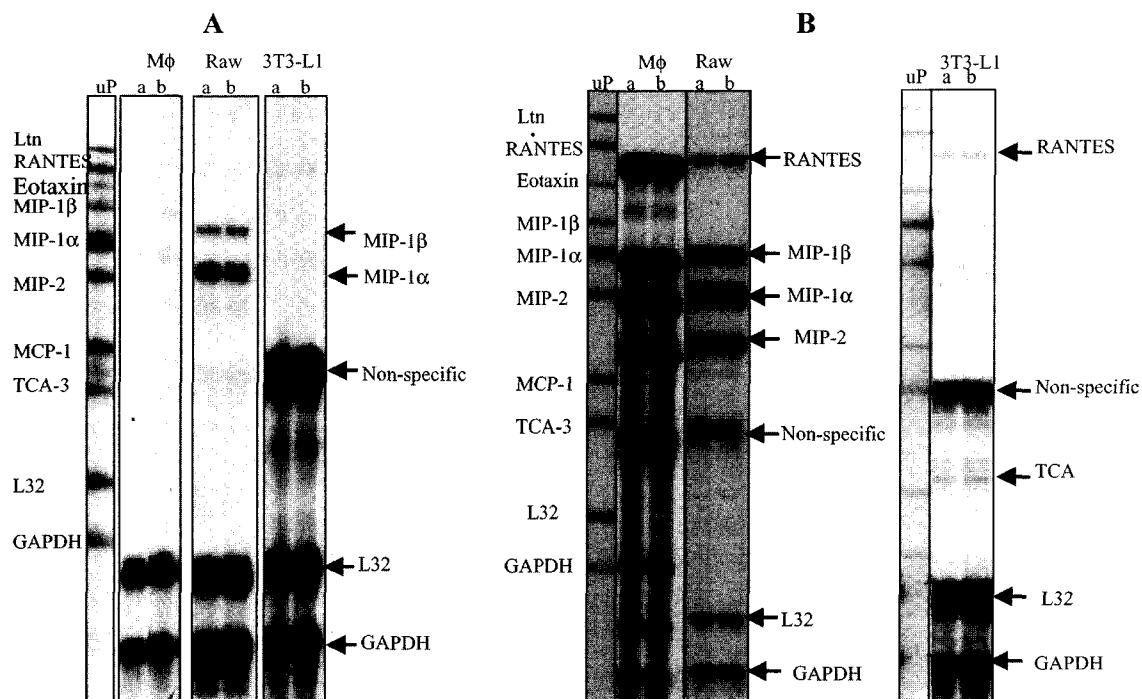 A
Mϕ Raw 3T3-L1
uP a b a b a b
Ltn
RANTES
Eotaxin
MIP-1β
MIP-1α
MIP-2
MCP-1
TCA-3
L32
GAPDH
MIP-1β
MIP-1α
Non-specific
L32
GAPDH
B
Mϕ Raw
uP a b a b
Ltn
RANTES
Eotaxin
MIP-1β
MIP-1α
MIP-2
MCP-1
TCA-3
L32
GAPDH
RANTES
MIP-1β
MIP-1α
MIP-2
Non-specific
L32
GAPDH
3T3-L1
uP a b
RANTES
Non-specific
TCA
L32
GAPDH